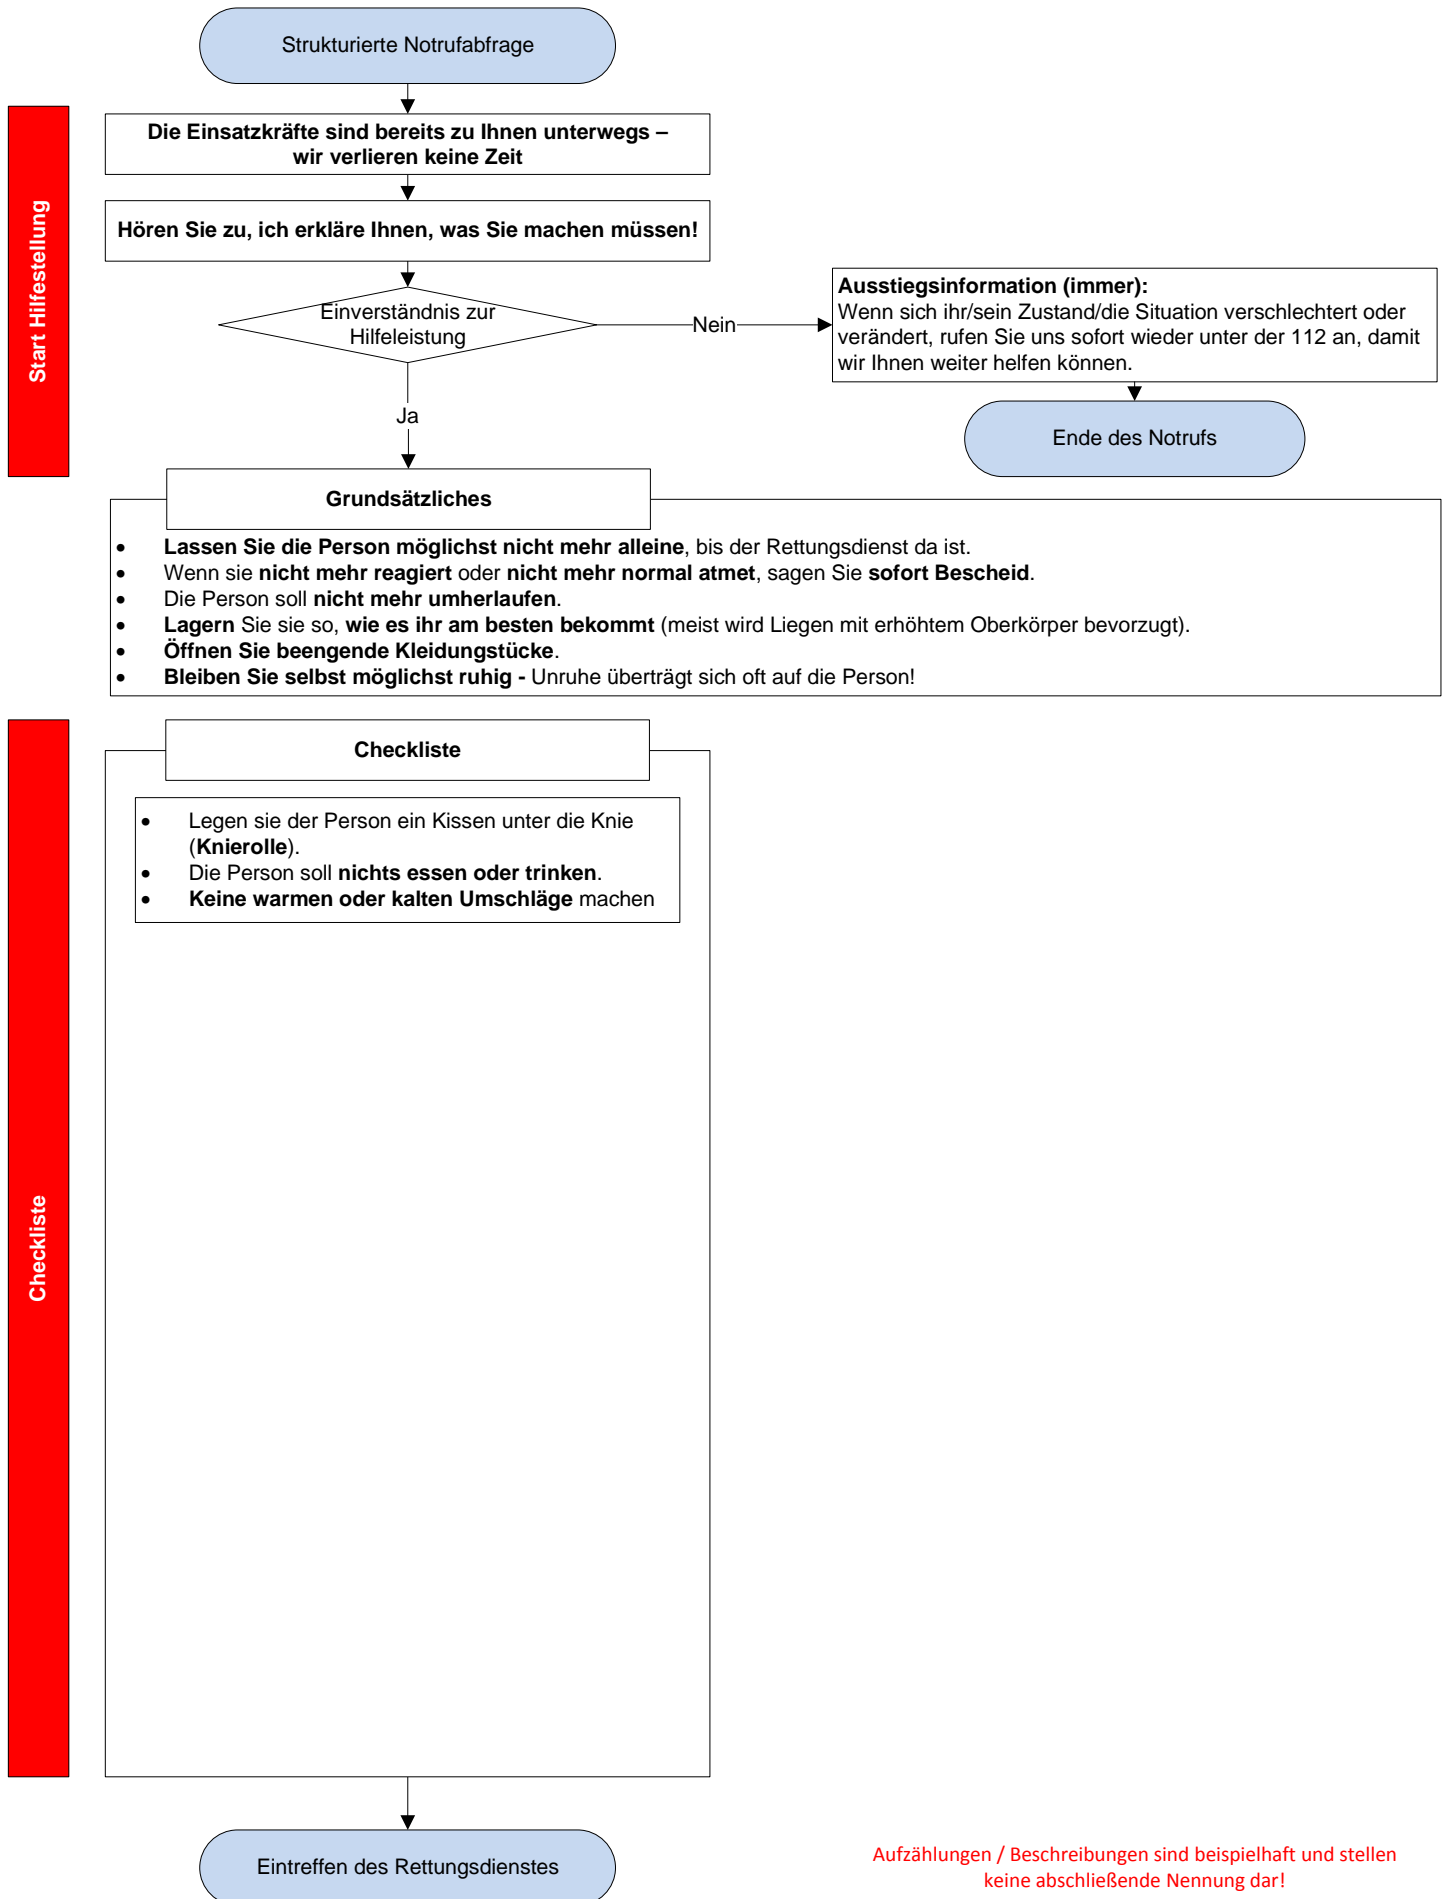 Strukturierte Notrufabfrage
Start Hilfestellung
Die Einsatzkräfte sind bereits zu Ihnen unterwegs –
wir verlieren keine Zeit
Hören Sie zu, ich erkläre Ihnen, was Sie machen müssen!
Einverständnis zur
Hilfeleistung
Nein
Ausstiegsinformation (immer):
Wenn sich ihr/sein Zustand/die Situation verschlechtert oder
verändert, rufen Sie uns sofort wieder unter der 112 an, damit
wir Ihnen weiter helfen können.
Ende des Notrufs
Ja
Grundsätzliches
• Lassen Sie die Person möglichst nicht mehr alleine, bis der Rettungsdienst da ist.
• Wenn sie nicht mehr reagiert oder nicht mehr normal atmet, sagen Sie sofort Bescheid.
• Die Person soll nicht mehr umherlaufen.
• Lagern Sie sie so, wie es ihr am besten bekommt (meist wird Liegen mit erhöhtem Oberkörper bevorzugt).
• Öffnen Sie beengende Kleidungstücke.
• Bleiben Sie selbst möglichst ruhig - Unruhe überträgt sich oft auf die Person!
Checkliste
Checkliste
• Legen sie der Person ein Kissen unter die Knie
(Knierolle).
• Die Person soll nichts essen oder trinken.
• Keine warmen oder kalten Umschläge machen
Eintreffen des Rettungsdienstes
Aufzählungen / Beschreibungen sind beispielhaft und stellen
keine abschließende Nennung dar!